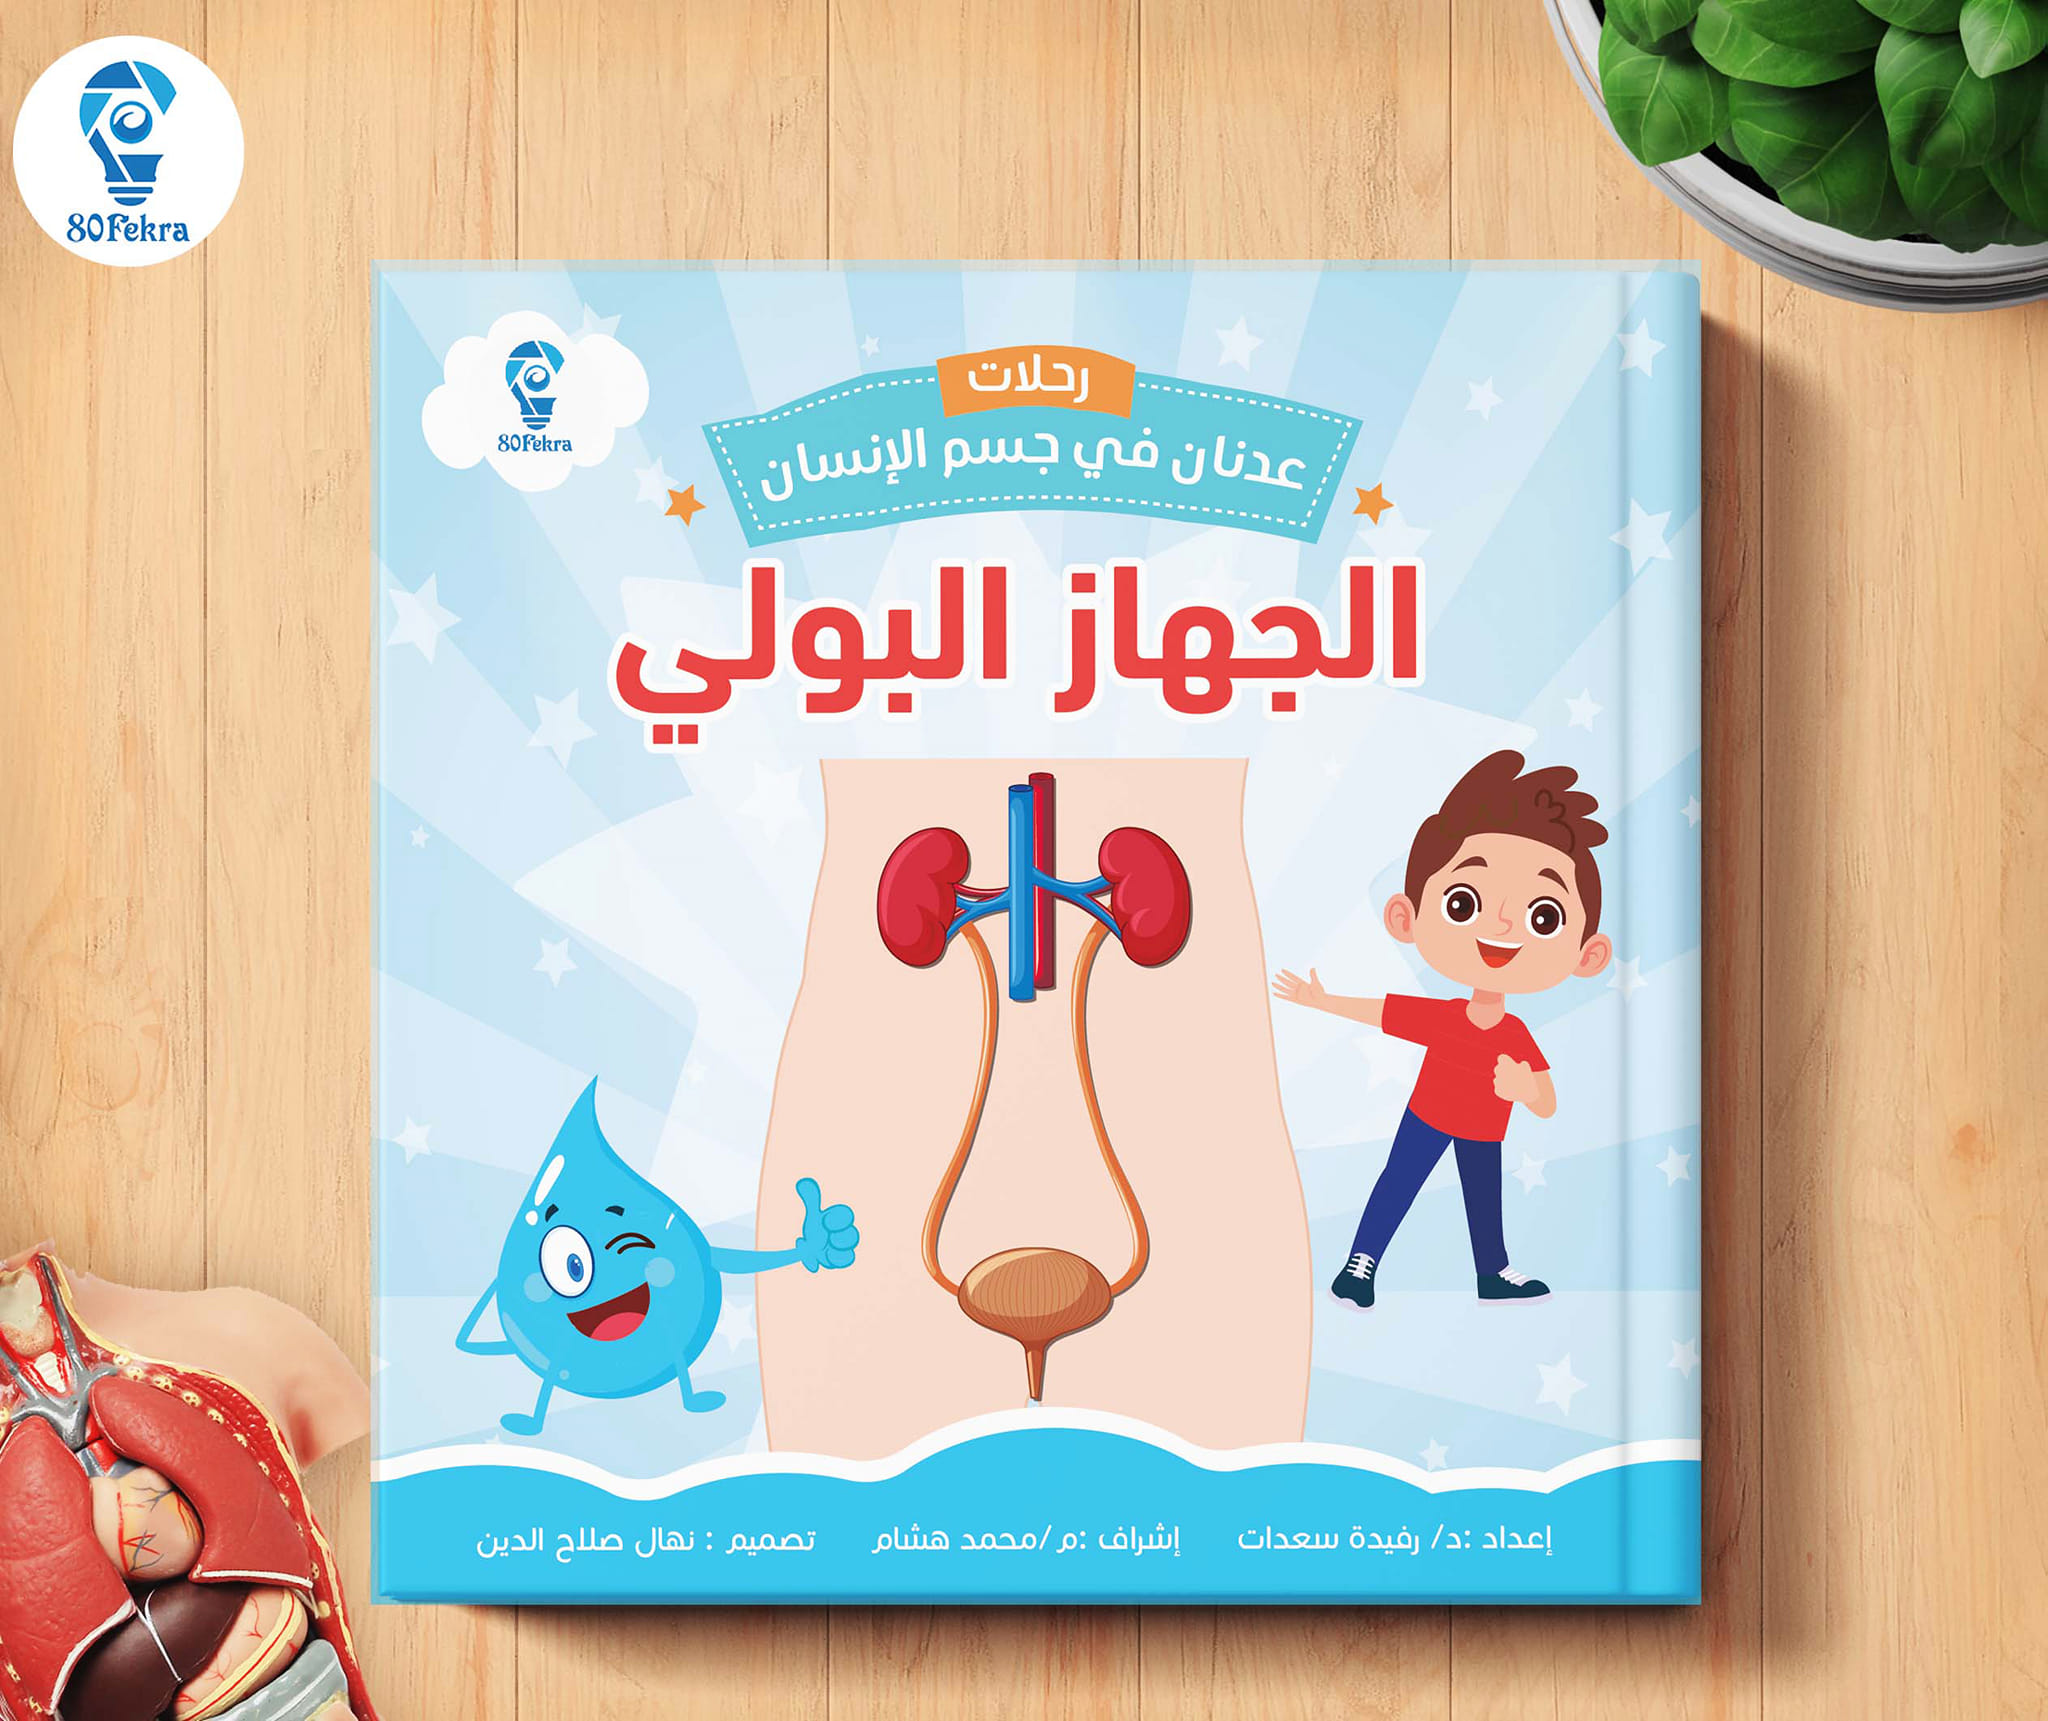 80Fekra
80Fekra
رحلات
عدنان في جسم الإنسان
الجهاز البولي
إعداد :د/ رفيدة سعدات    إشراف :م/محمد هشام    تصميم : نهال صلاح الدين